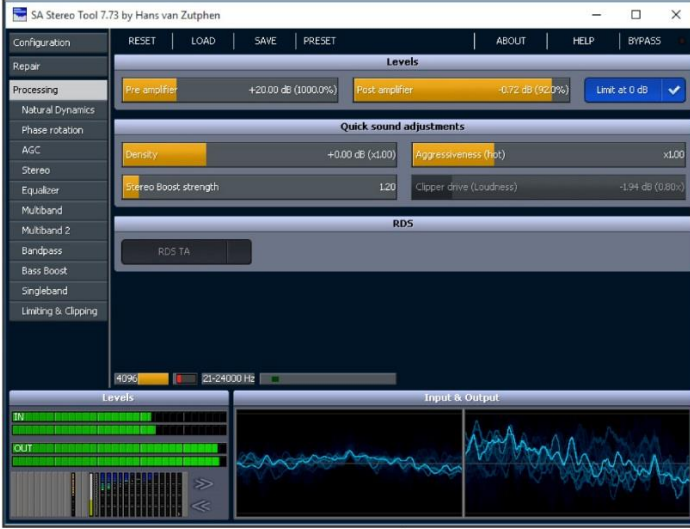 SA Stereo Tool 7.73 by Hans van Zutphen
Configuration
Repair
Processing
Natural Dynamics
Phase rotation
AGC
Stereo
Equalizer
Multiband
Multiband 2
Bandpass
Bass Boost
Singleband
Limiting & Clipping
RESET LOAD SAVE PRESET ABOUT HELP BYPASS
Levels
Pre amplifier +20.00 dB (1000.0%) Post amplifier -0.72 dB (92.0%) Limit at 0 dB
Quick sound adjustments
Density +0.00 dB (x1.00) Aggressiveness (hot) x1.00
Stereo Boost strength 1.20 Clipper drive (Loudness) -1.94 dB (0.80x)
RDS
RDS TA
4096 21-24000 Hz
Levels
IN
OUT
Input & Output